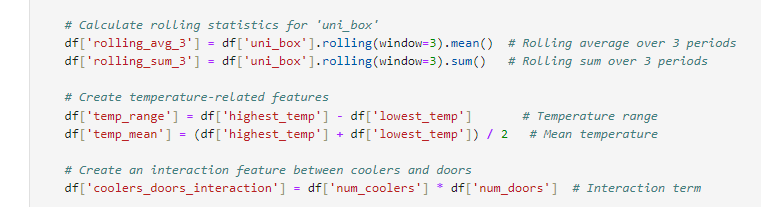 # Calculate rolling statistics for 'uni_box'
df['rolling_avg_3'] = df['uni_box'].rolling(window=3).mean()  # Rolling average over 3 periods
df['rolling_sum_3'] = df['uni_box'].rolling(window=3).sum()   # Rolling sum over 3 periods
# Create temperature-related features
df['temp_range'] = df['highest_temp'] - df['lowest_temp']       # Temperature range
df['temp_mean'] = (df['highest_temp'] + df['lowest_temp']) / 2   # Mean temperature
# Create an interaction feature between coolers and doors
df['coolers_doors_interaction'] = df['num_coolers'] * df['num_doors']  # Interaction term